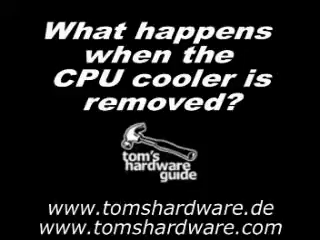 What happens
when the
CPU cooler is
removed?
tom's
hardware
guide
www.tomshardware.de
www.tomshardware.com